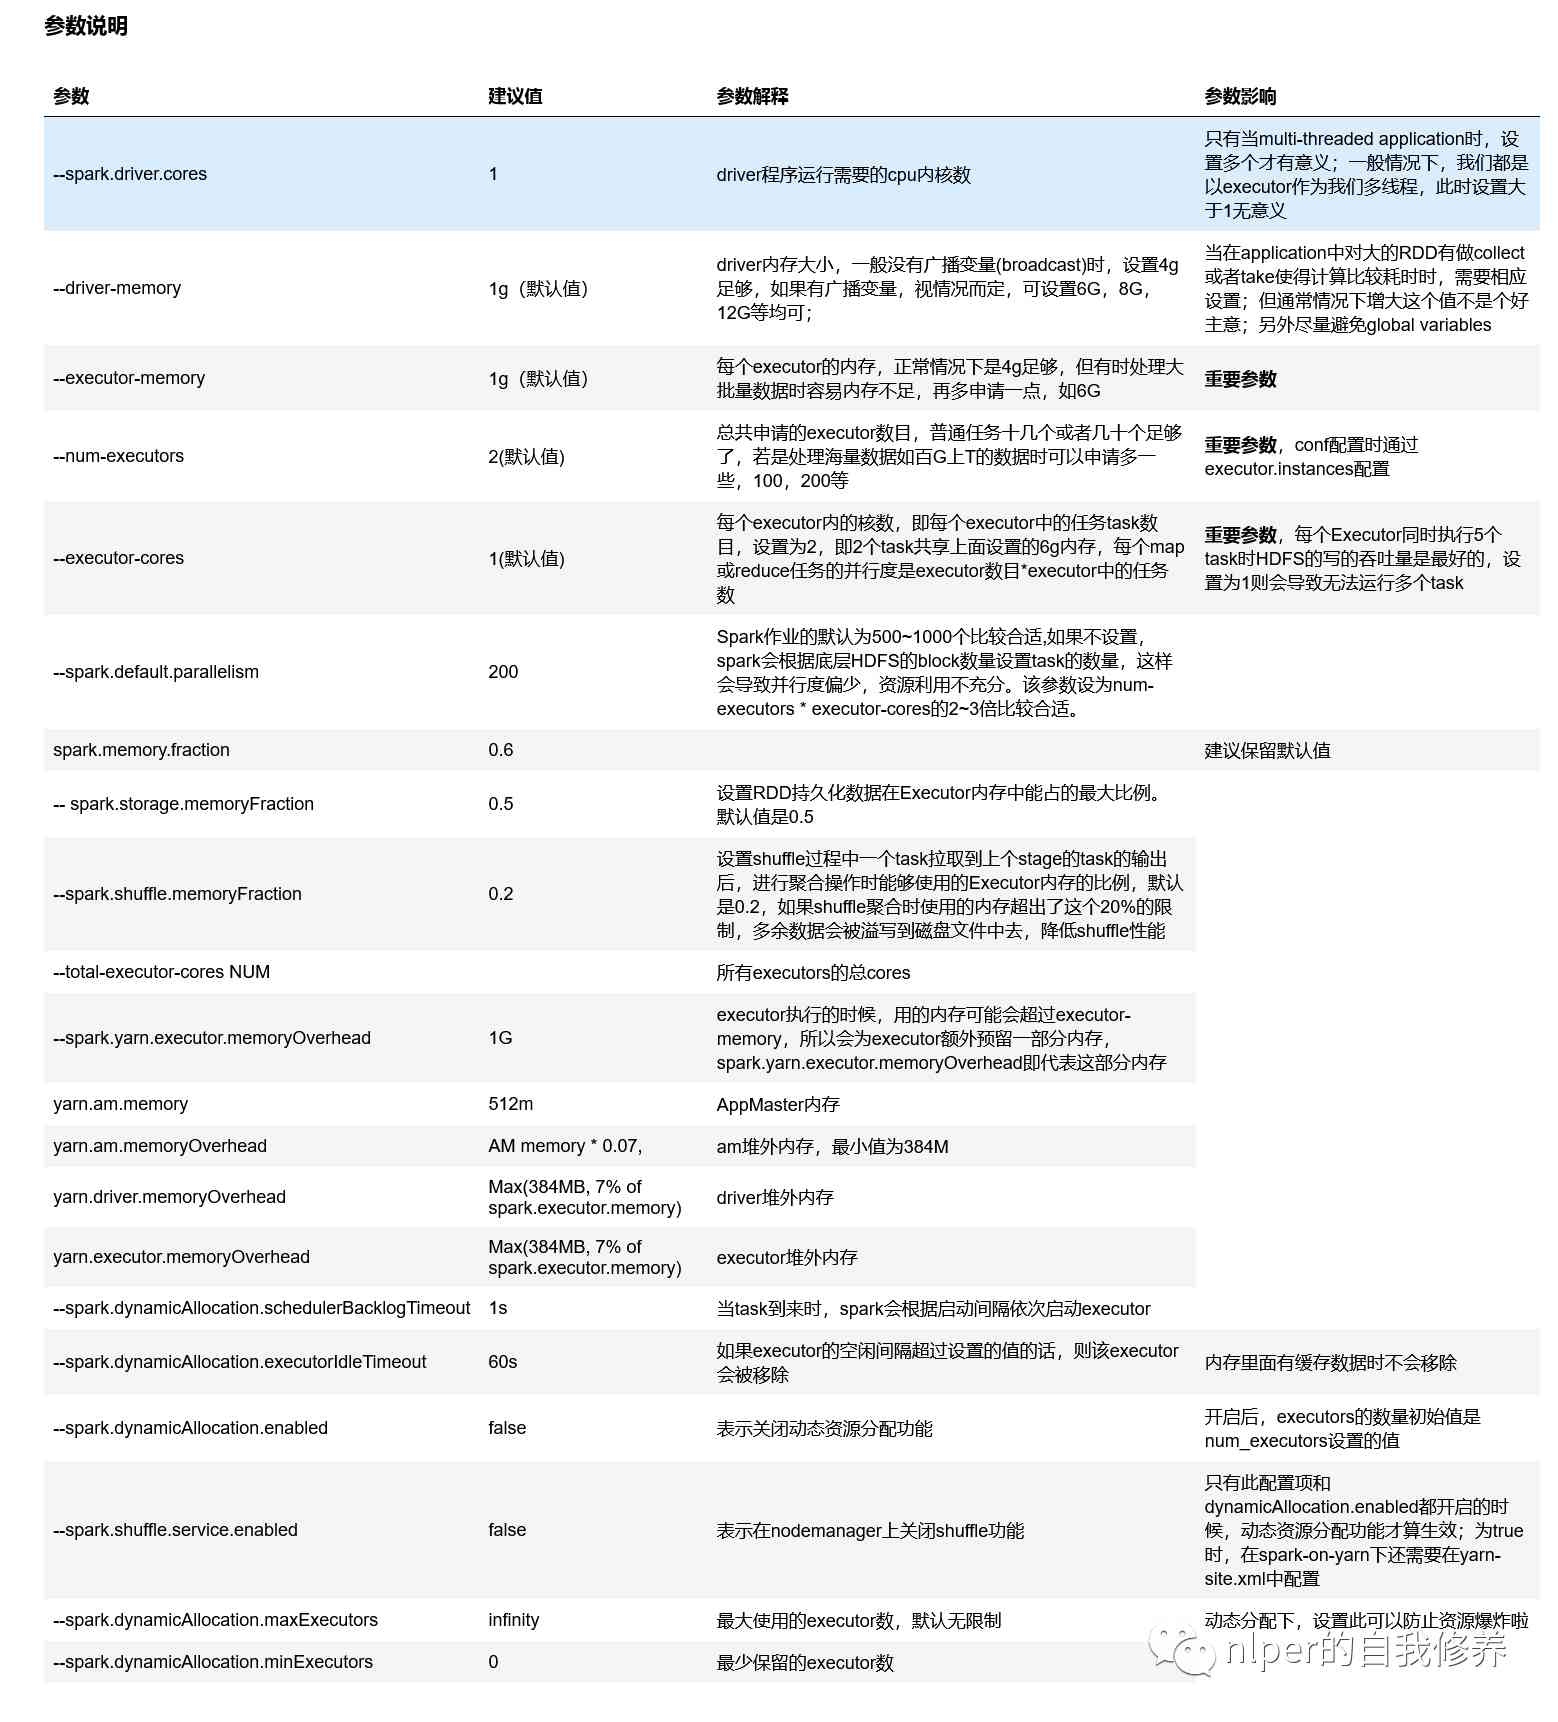 参数说明
参数 建议值 参数解释 参数影响
--spark.driver.cores 1 driver程序运行需要的cpu内核数
只有当multi-threaded application时，设
置多个才有意义；一般情况下，我们都是
以executor作为我们多线程，此时设置大
于1无意义
--driver-memory 1g（默认值）
driver内存大小，一般没有广播变量(broadcast)时，设置4g
足够，如果有广播变量，视情况而定，可设置6G，8G，
12G等均可；
当在application中对大的RDD有做collect
或者take使得计算比较耗时时，需要相应
设置；但通常情况下增大这个值不是个好
主意；另外尽量避免global variables
--executor-memory 1g（默认值）
每个executor的内存，正常情况下是4g足够，但有时处理大
批量数据时容易内存不足，再多申请一点，如6G
重要参数
--num-executors 2(默认值)
总共申请的executor数目，普通任务十几个或者几十个足够
了，若是处理海量数据如百G上T的数据时可以申请多一
些，100，200等
重要参数，conf配置时通过
executor.instances配置
--executor-cores 1(默认值)
每个executor内的核数，即每个executor中的任务task数
目，设置为2，即2个task共享上面设置的6g内存，每个map
或reduce任务的并行度是executor数目*executor中的任务
数
重要参数，每个Executor同时执行5个
task时HDFS的写的吞吐量是最好的，设
置为1则会导致无法运行多个task
--spark.default.parallelism 200
Spark作业的默认为500~1000个比较合适,如果不设置，
spark会根据底层HDFS的block数量设置task的数量，这样
会导致并行度偏少，资源利用不充分。该参数设为num-
executors * executor-cores的2~3倍比较合适。
spark.memory.fraction 0.6 建议保留默认值
-- spark.storage.memoryFraction 0.5
设置RDD持久化数据在Executor内存中能占的最大比例。
默认值是0.5
--spark.shuffle.memoryFraction 0.2
设置shuffle过程中一个task拉取到上个stage的task的输出
后，进行聚合操作时能够使用的Executor内存的比例，默认
是0.2，如果shuffle聚合时使用的内存超出了这个20%的限
制，多余数据会被溢写到磁盘文件中去，降低shuffle性能
--total-executor-cores NUM 所有executors的总cores
--spark.yarn.executor.memoryOverhead 1G
executor执行的时候，用的内存可能会超过executor-
memory，所以会为executor额外预留一部分内存，
spark.yarn.executor.memoryOverhead即代表这部分内存
yarn.am.memory 512m AppMaster内存
yarn.am.memoryOverhead AM memory * 0.07, am堆外内存，最小值为384M
yarn.driver.memoryOverhead
Max(384MB, 7% of
spark.executor.memory)
driver堆外内存
yarn.executor.memoryOverhead
Max(384MB, 7% of
spark.executor.memory)
executor堆外内存
--spark.dynamicAllocation.schedulerBacklogTimeout 1s 当task到来时，spark会根据启动间隔依次启动executor
--spark.dynamicAllocation.executorIdleTimeout 60s
如果executor的空闲间隔超过设置的值的话，则该executor
会被移除
内存里面有缓存数据时不会移除
--spark.dynamicAllocation.enabled false 表示关闭动态资源分配功能
开启后，executors的数量初始值是
num_executors设置的值
--spark.shuffle.service.enabled false 表示在nodemanager上关闭shuffle功能
只有此配置项和
dynamicAllocation.enabled都开启的时
候，动态资源分配功能才算生效；为true
时，在spark-on-yarn下还需要在yarn-
site.xml中配置
--spark.dynamicAllocation.maxExecutors infinity 最大使用的executor数，默认无限制 动态分配下，设置此可以防止资源爆炸啦
--spark.dynamicAllocation.minExecutors 0 最少保留的executor数
nlper的自我修养